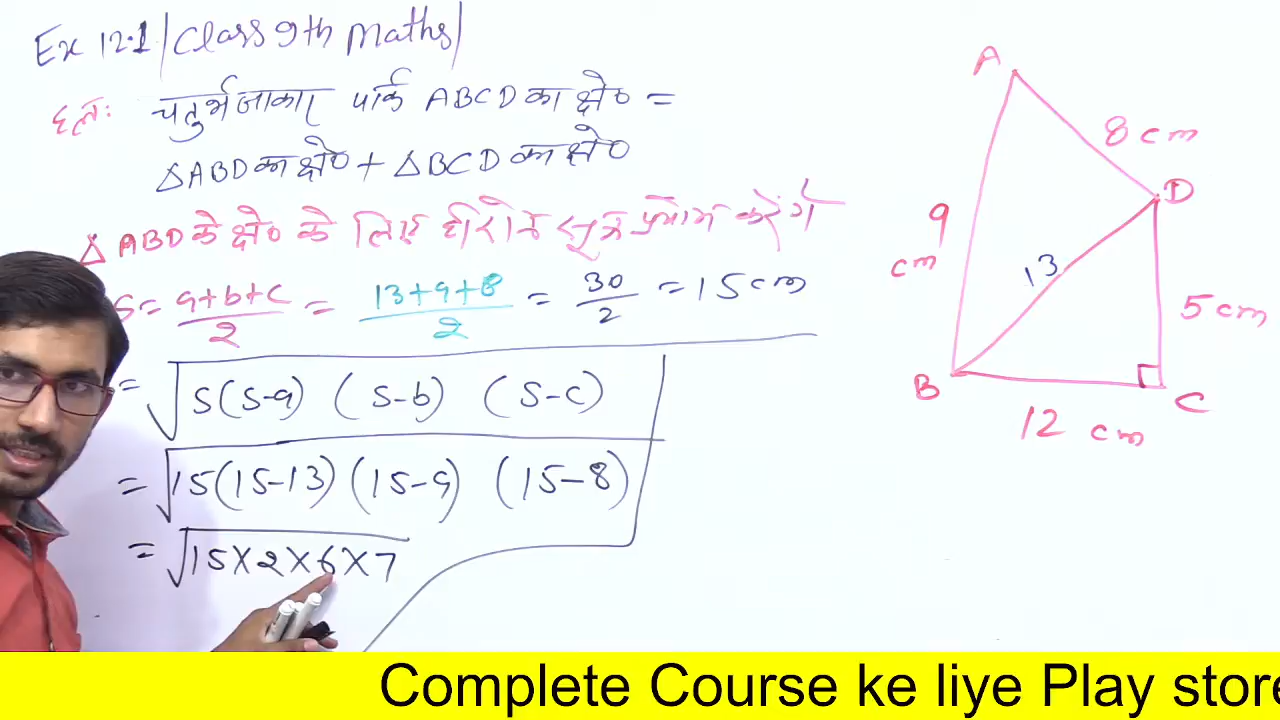 Ex 12.1 | Class 9th Maths |
हल: चतुर्भुजाकार पार्क ABCD का क्षे० =
△ABD का क्षे० + △BCD का क्षे०
△ABD के क्षे० के लिए हीरोन सूत्र प्रयोग करेंगे
S = a+b+c/2 = 13+9+8/2 = 30/2 = 15cm
= √S(S-a) (S-b) (S-c)
= √15(15-13) (15-9) (15-8)
= √15×2×6×7
A
8 cm
D
9
cm
13
5 cm
B
C
12 cm
Complete Course ke liye Play store